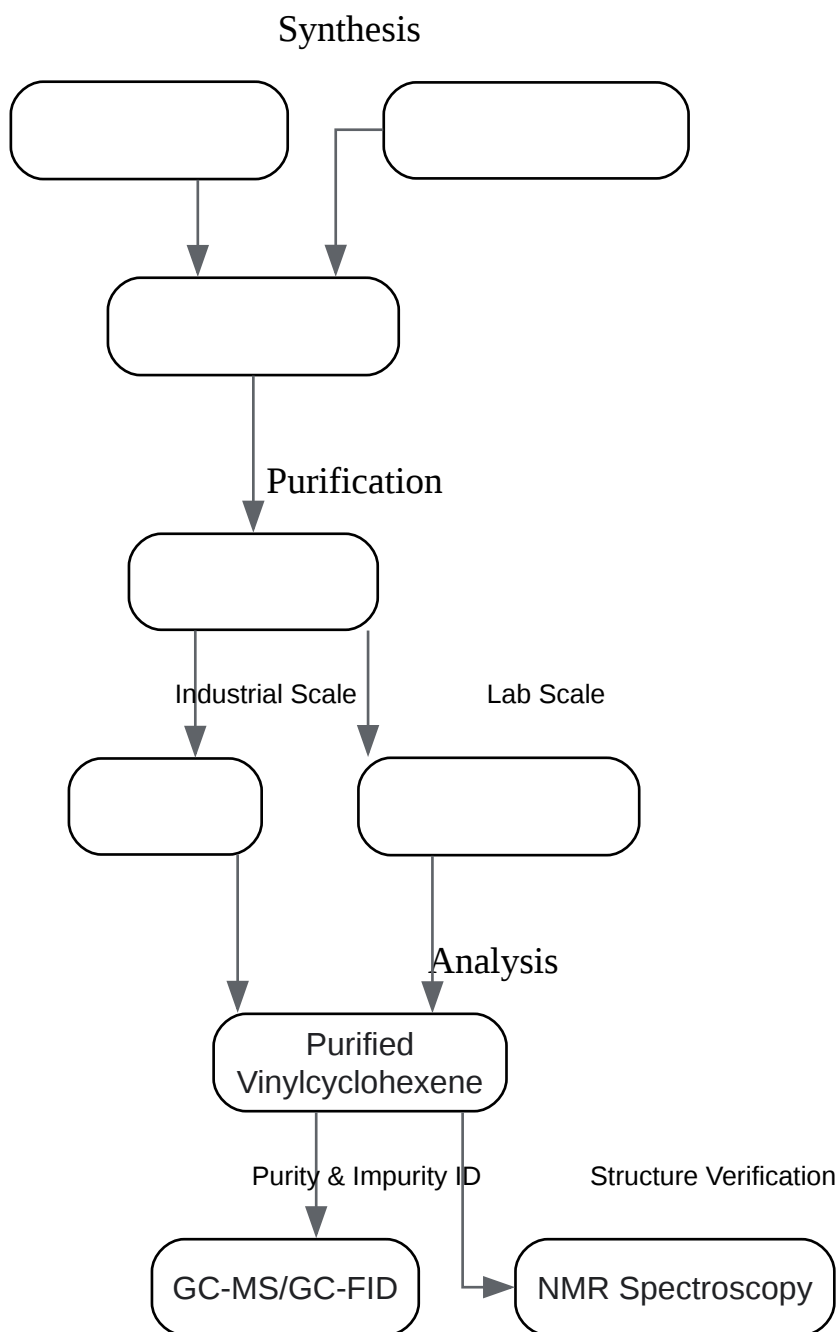 Synthesis
Purification
Industrial Scale
Lab Scale
Analysis
Purified
Vinylcyclohexene
Purity & Impurity ID
Structure Verification
GC-MS/GC-FID
NMR Spectroscopy